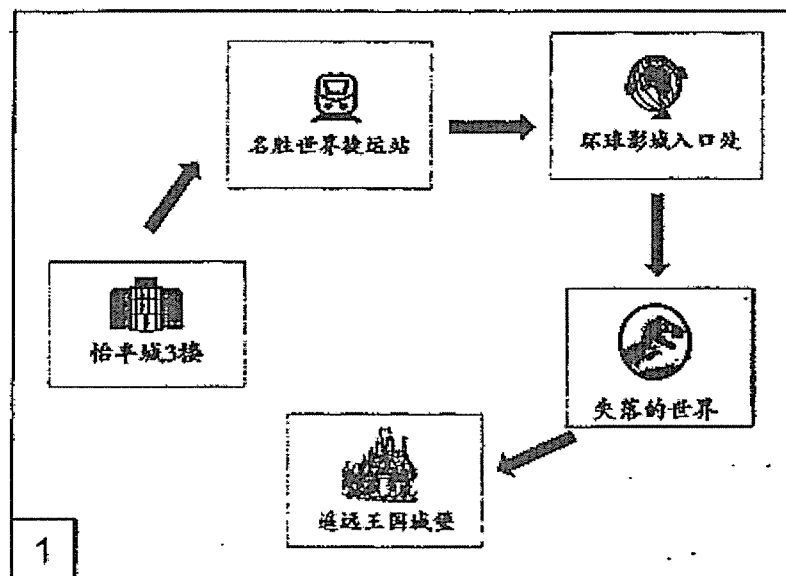 名胜世界捷运站
环球影城入口处
怡丰城3楼
失落的世界
遥远王国城堡
1